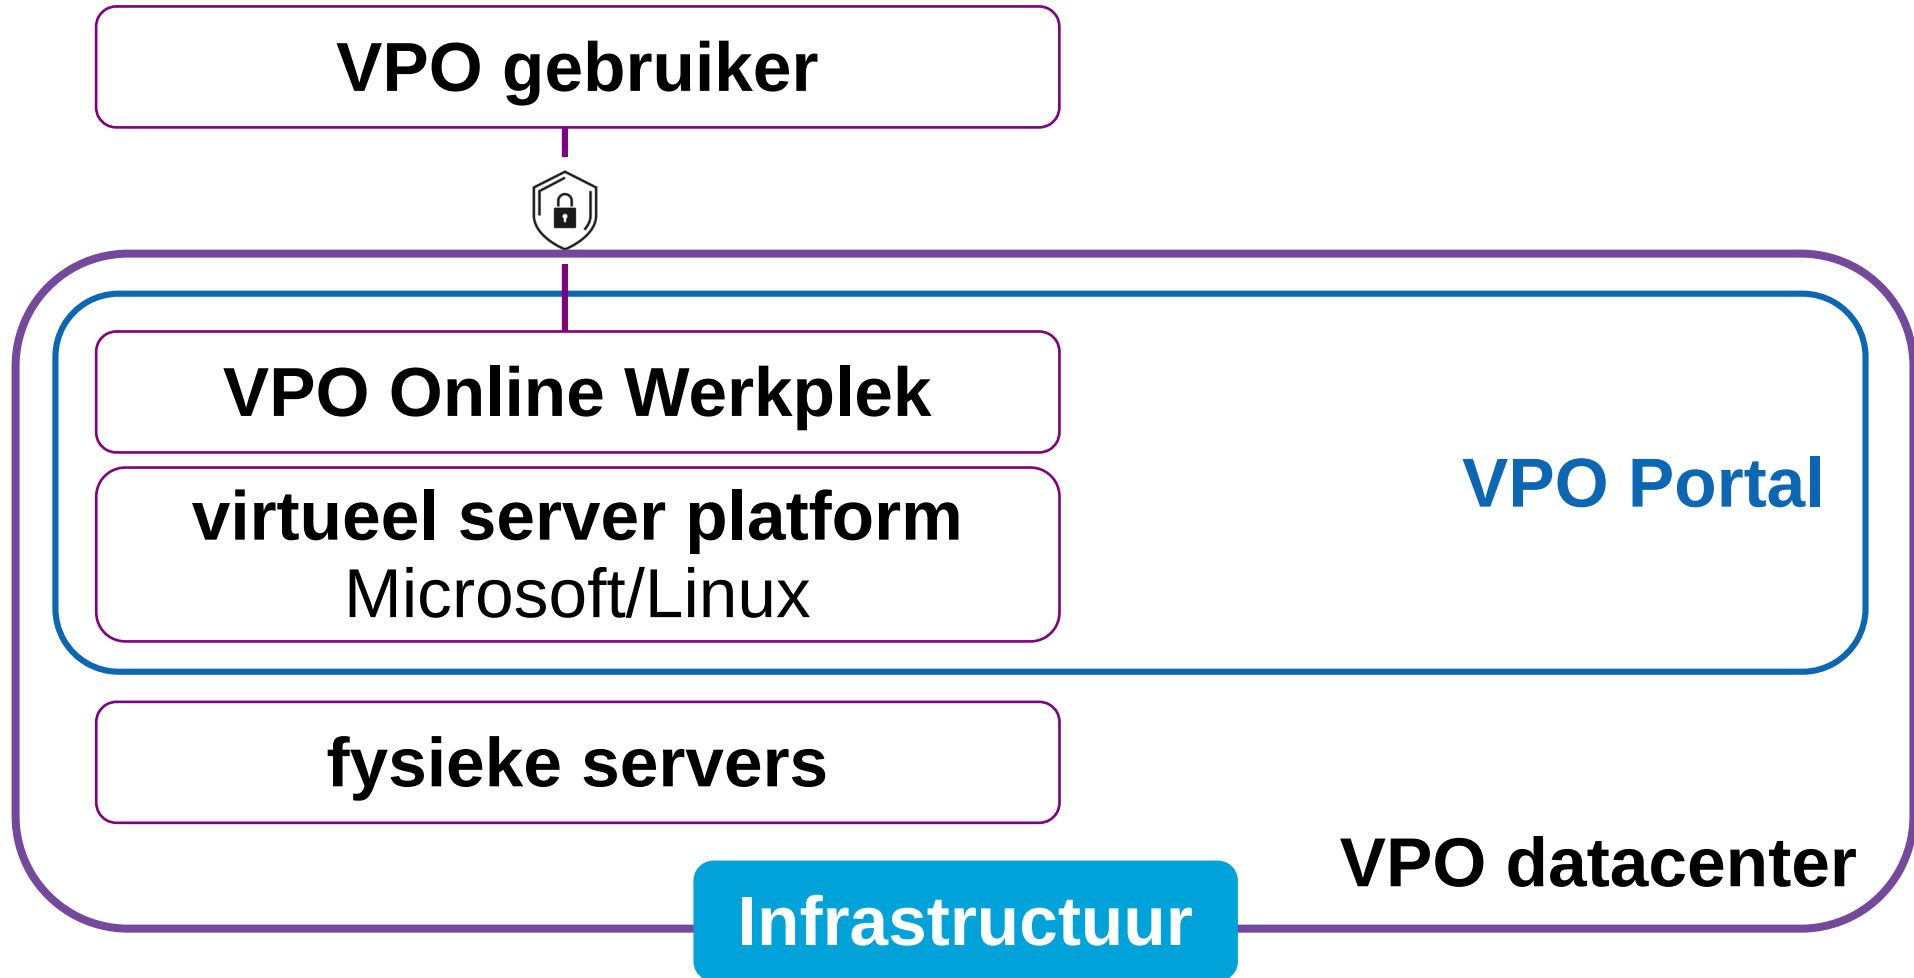 VPO gebruiker
VPO Online Werkplek
virtueel server platform
Microsoft/Linux
VPO Portal
fysieke servers
VPO datacenter
Infrastructuur